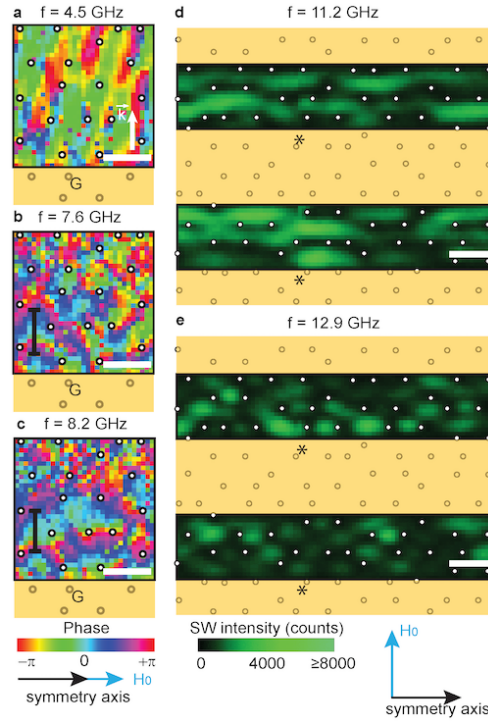 a f = 4.5 GHz
k
G
b f = 7.6 GHz
G
c f = 8.2 GHz
G
Phase
−π 0 +π
H0
symmetry axis
d f = 11.2 GHz
*
*
e f = 12.9 GHz
*
*
SW intensity (counts)
0 4000 ≥8000
H0
symmetry axis